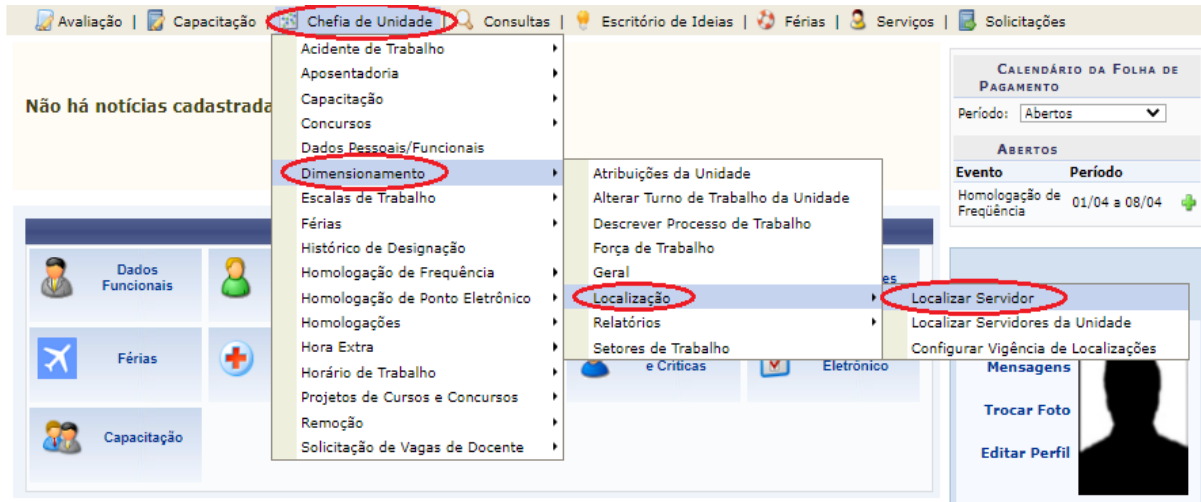 Avaliação | Capacitação | Chefia de Unidade | Consultas | Escritório de Ideias | Férias | Serviços | Solicitações
Não há notícias cadastrada
Acidente de Trabalho
Aposentadoria
Capacitação
Concursos
Dados Pessoais/Funcionais
Dimensionamento
Escalas de Trabalho
Férias
Histórico de Designação
Homologação de Frequência
Homologação de Ponto Eletrônico
Homologações
Hora Extra
Horário de Trabalho
Projetos de Cursos e Concursos
Remoção
Solicitação de Vagas de Docente
Atribuições da Unidade
Alterar Turno de Trabalho da Unidade
Descrever Processo de Trabalho
Força de Trabalho
Geral
Localização
Relatórios
Setores de Trabalho
Localizar Servidor
Localizar Servidores da Unidade
Configurar Vigência de Localizações
Dados
Funcionais
Férias
Capacitação
es
e Criticas
Eletrônico
CALENDÁRIO DA FOLHA DE
PAGAMENTO
Período: Abertos
ABERTOS
Evento Período
Homologação de
Freqüência 01/04 a 08/04
Mensagens
Trocar Foto
Editar Perfil